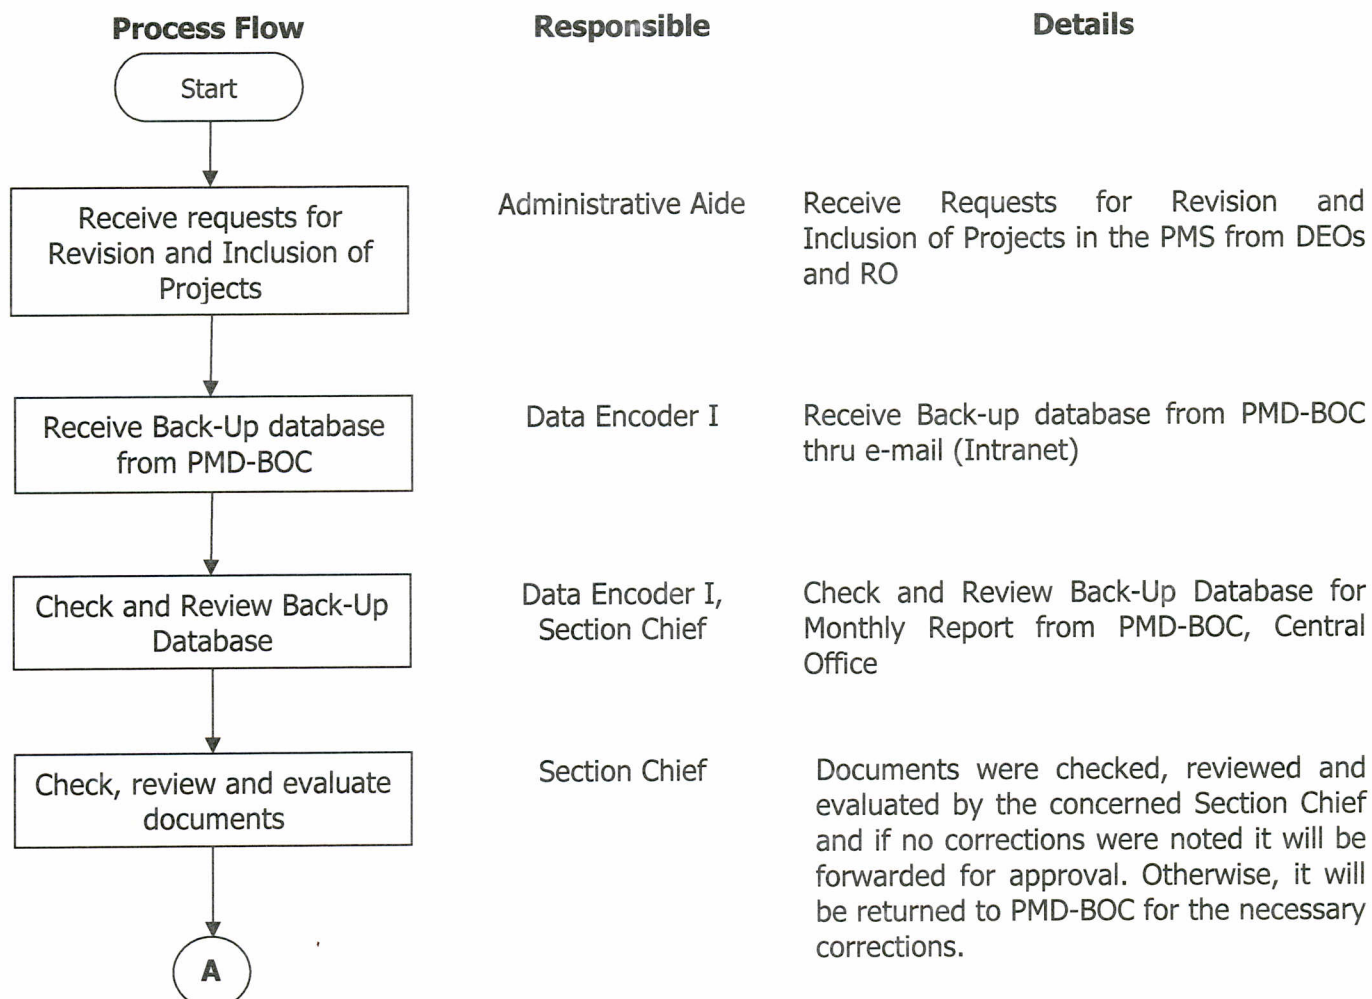 Process Flow
Responsible
Details
Start
Receive requests for
Revision and Inclusion of
Projects
Administrative Aide
Receive Requests for Revision and
Inclusion of Projects in the PMS from DEOs
and RO
Receive Back-Up database
from PMD-BOC
Data Encoder I
Receive Back-up database from PMD-BOC
thru e-mail (Intranet)
Check and Review Back-Up
Database
Data Encoder I,
Section Chief
Check and Review Back-Up Database for
Monthly Report from PMD-BOC, Central
Office
Check, review and evaluate
documents
Section Chief
Documents were checked, reviewed and
evaluated by the concerned Section Chief
and if no corrections were noted it will be
forwarded for approval. Otherwise, it will
be returned to PMD-BOC for the necessary
corrections.
A